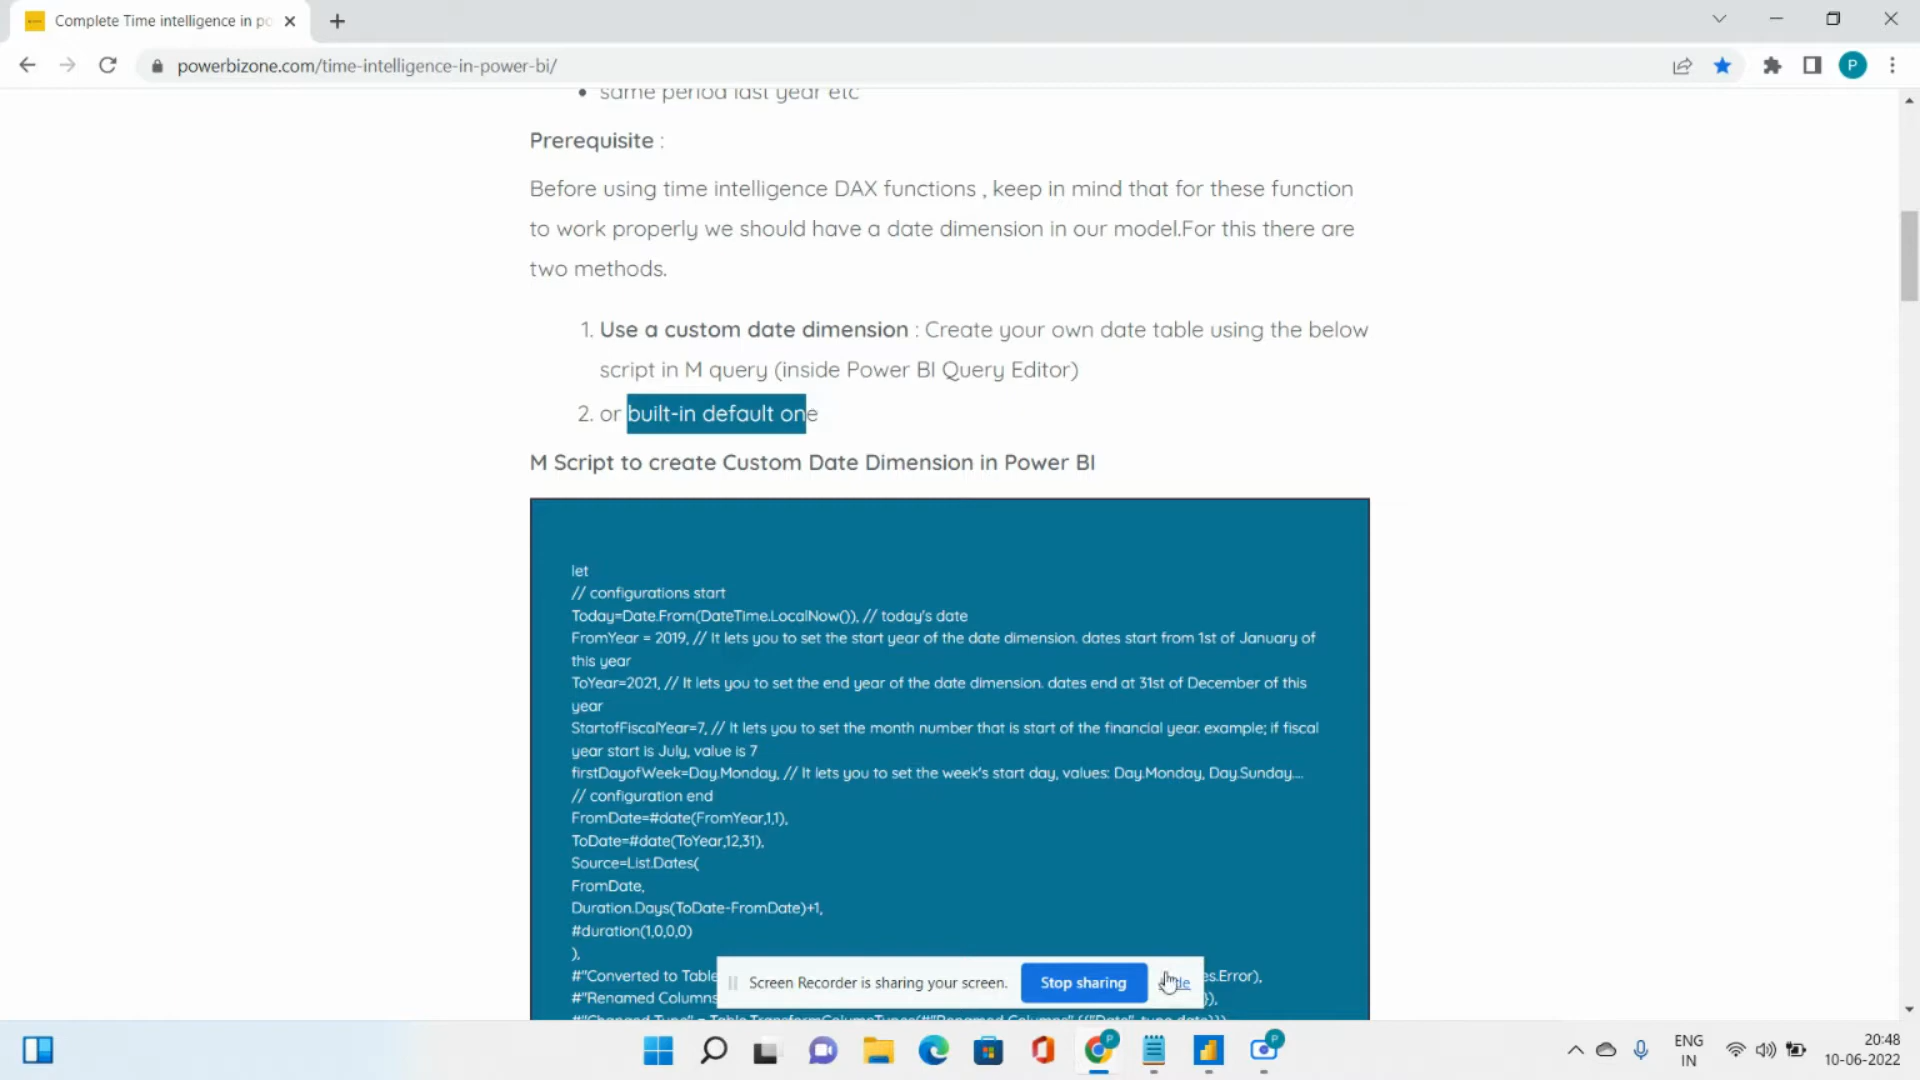 Complete Time intelligence in po
powerbizone.com/time-intelligence-in-power-bi/
P
• same period last year etc
Prerequisite :
Before using time intelligence DAX functions , keep in mind that for these function
to work properly we should have a date dimension in our model.For this there are
two methods.
1. Use a custom date dimension : Create your own date table using the below
script in M query (inside Power BI Query Editor)
2. or built-in default one
M Script to create Custom Date Dimension in Power BI
let
// configurations start
Today=Date.From(DateTime.LocalNow()), // today's date
FromYear = 2019, // It lets you to set the start year of the date dimension. dates start from 1st of January of
this year
ToYear=2021, // It lets you to set the end year of the date dimension. dates end at 31st of December of this
year
StartofFiscalYear=7, // It lets you to set the month number that is start of the financial year. example; if fiscal
year start is July, value is 7
firstDayofWeek=Day.Monday, // It lets you to set the week's start day, values: Day.Monday, Day.Sunday....
// configuration end
FromDate=#date(FromYear,1,1),
ToDate=#date(ToYear,12,31),
Source=List.Dates(
FromDate,
Duration.Days(ToDate-FromDate)+1,
#duration(1,0,0,0)
),
#"Converted to Table es.Error),
Screen Recorder is sharing your screen. Stop sharing
#"Renamed Columns }),
#"Changed Type" = Table.TransformColumnTypes(#"Renamed Columns",{{"Date", type date}}),
ENG
IN
20:48
10-06-2022